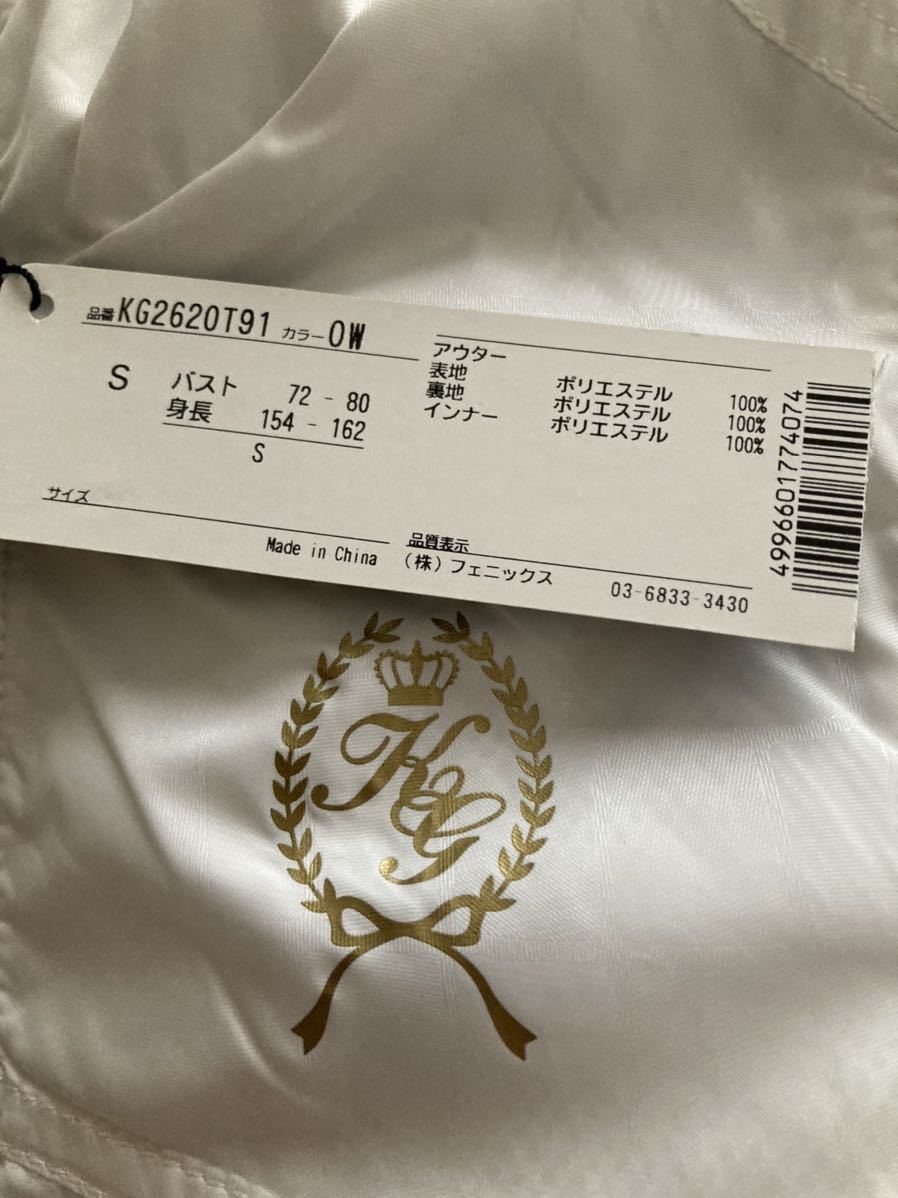 品番 KG2620T91 カラー OW
S バスト 72 - 80
身長 154 - 162
S
サイズ
アウター
表地 ポリエステル 100%
裏地 ポリエステル 100%
インナー ポリエステル 100%
品質表示
Made in China (株)フェニックス 03-6833-3430
4996601774074
KG